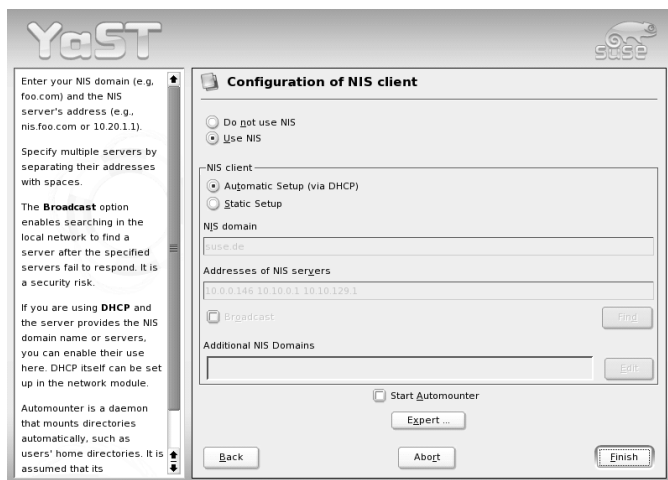 YaST
SUSE
Enter your NIS domain (e.g,
foo.com) and the NIS
server's address (e.g.,
nis.foo.com or 10.20.1.1).
Specify multiple servers by
separating their addresses
with spaces.
The Broadcast option
enables searching in the
local network to find a
server after the specified
servers fail to respond. It is
a security risk.
If you are using DHCP and
the server provides the NIS
domain name or servers,
you can enable their use
here. DHCP itself can be set
up in the network module.
Automounter is a daemon
that mounts directories
automatically, such as
users' home directories. It is
assumed that its
Configuration of NIS client
Do not use NIS
Use NIS
NIS client
Automatic Setup (via DHCP)
Static Setup
NIS domain
suse.de
Addresses of NIS servers
10.0.0.146 10.10.0.1 10.10.129.1
Broadcast
Find
Additional NIS Domains
Edit
Start Automounter
Expert ...
Back
Abort
Finish